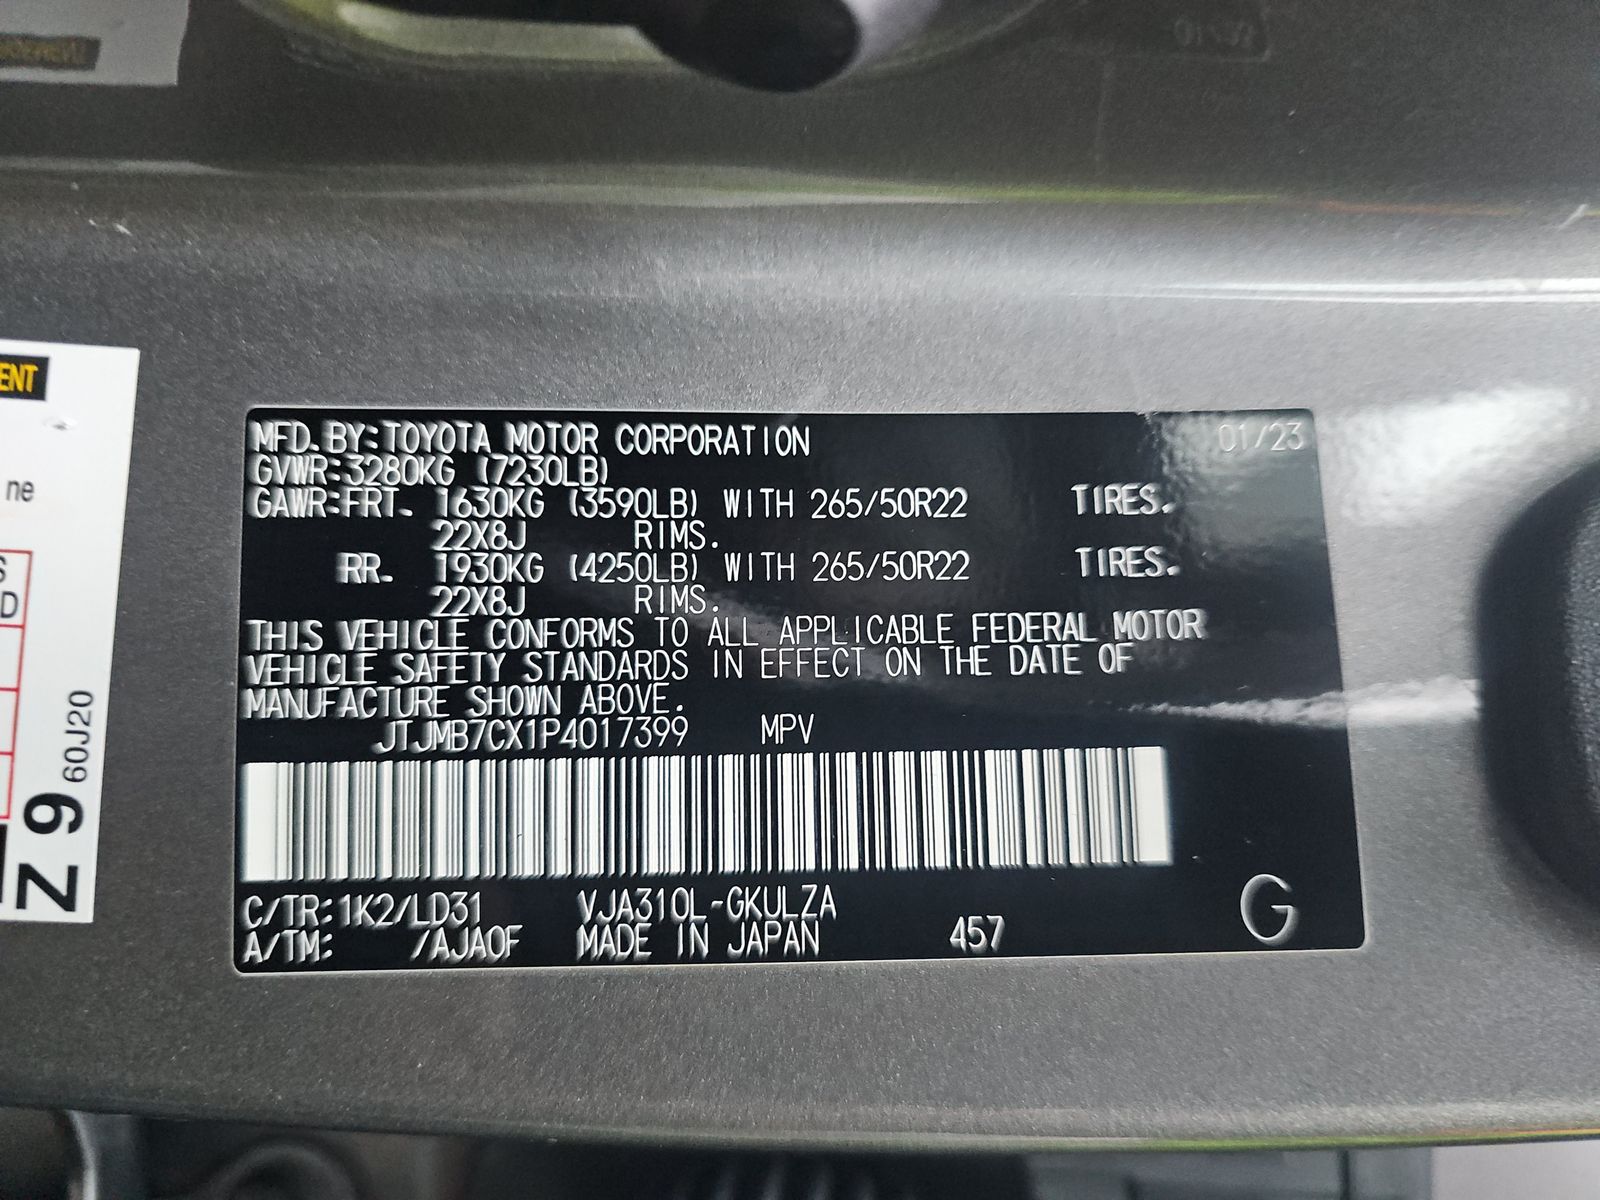 MFD. BY: TOYOTA MOTOR CORPORATION 01/23
GVWR: 3280KG (7230LB)
GAWR: FRT. 1630KG (3590LB) WITH 265/50R22 TIRES.
22X8J RIMS.
RR. 1930KG (4250LB) WITH 265/50R22 TIRES.
22X8J RIMS.
THIS VEHICLE CONFORMS TO ALL APPLICABLE FEDERAL MOTOR
VEHICLE SAFETY STANDARDS IN EFFECT ON THE DATE OF
MANUFACTURE SHOWN ABOVE.
JTJMB7CX1P4017399 MPV
C/TR: 1K2/LD31 VJA310L-GKULZA
A/TM: /AJA0F MADE IN JAPAN 457 G
ENT
ne
S
D
Z 9 60J20